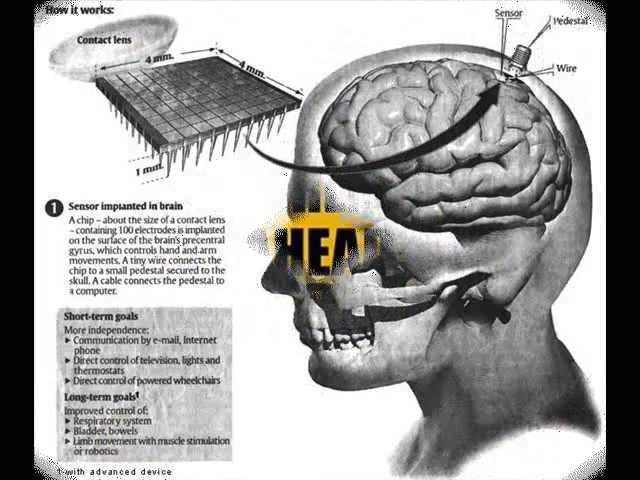 How it works:
Contact lens
4 mm.
4 mm.
1 mm.
Sensor
Pedestal
Wire
1 Sensor implanted in brain
A chip – about the size of a contact lens
– containing 100 electrodes is implanted
on the surface of the brain's precentral
gyrus, which controls hand and arm
movements. A tiny wire connects the
chip to a small pedestal secured to the
skull. A cable connects the pedestal to
a computer.
HEA
Short-term goals
More independence:
▶ Communication by e-mail, Internet
phone
▶ Direct control of television, lights and
thermostats
▶ Direct control of powered wheelchairs
Long-term goals¹
Improved control of:
▶ Respiratory system
▶ Bladder, bowels
▶ Limb movement with muscle stimulation
or robotics
1 with advanced device